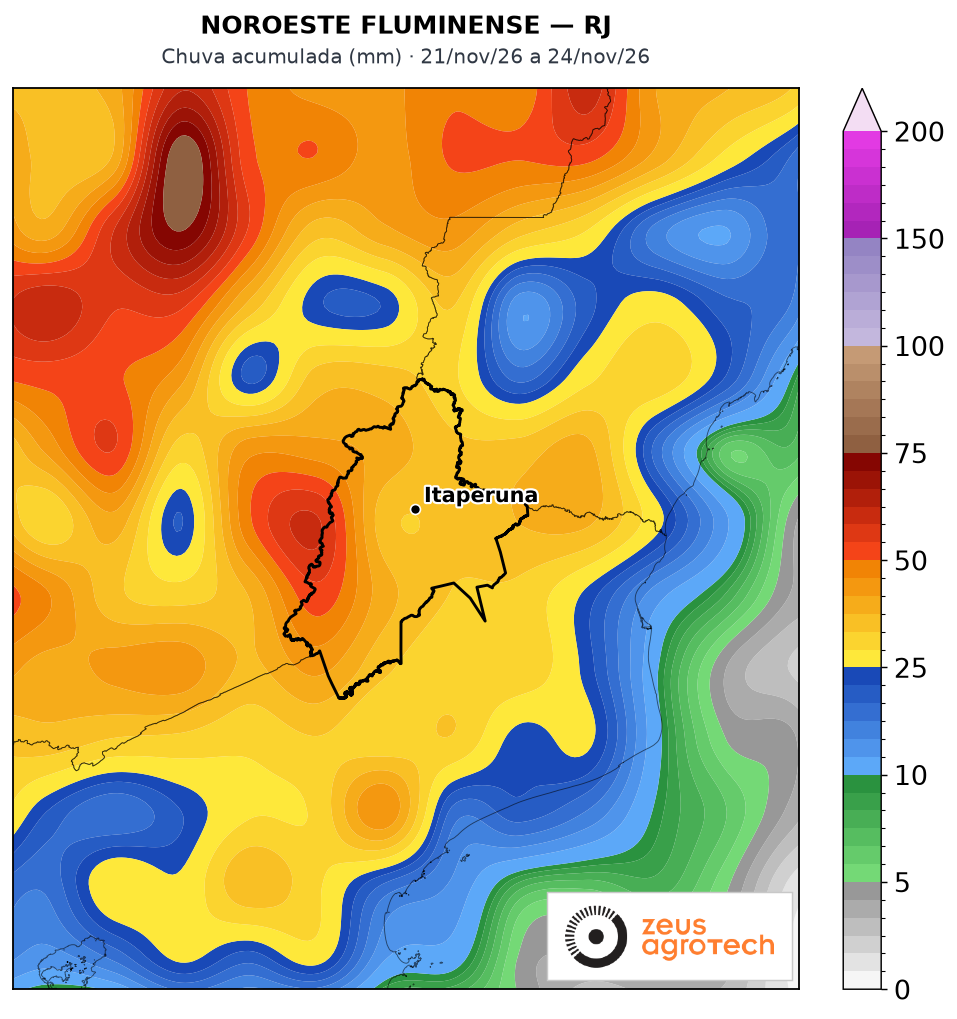 NOROESTE FLUMINENSE — RJ
Chuva acumulada (mm) · 21/nov/26 a 24/nov/26
200
150
100
75
50
25
10
5
0
Itaperuna
zeus
agrotech